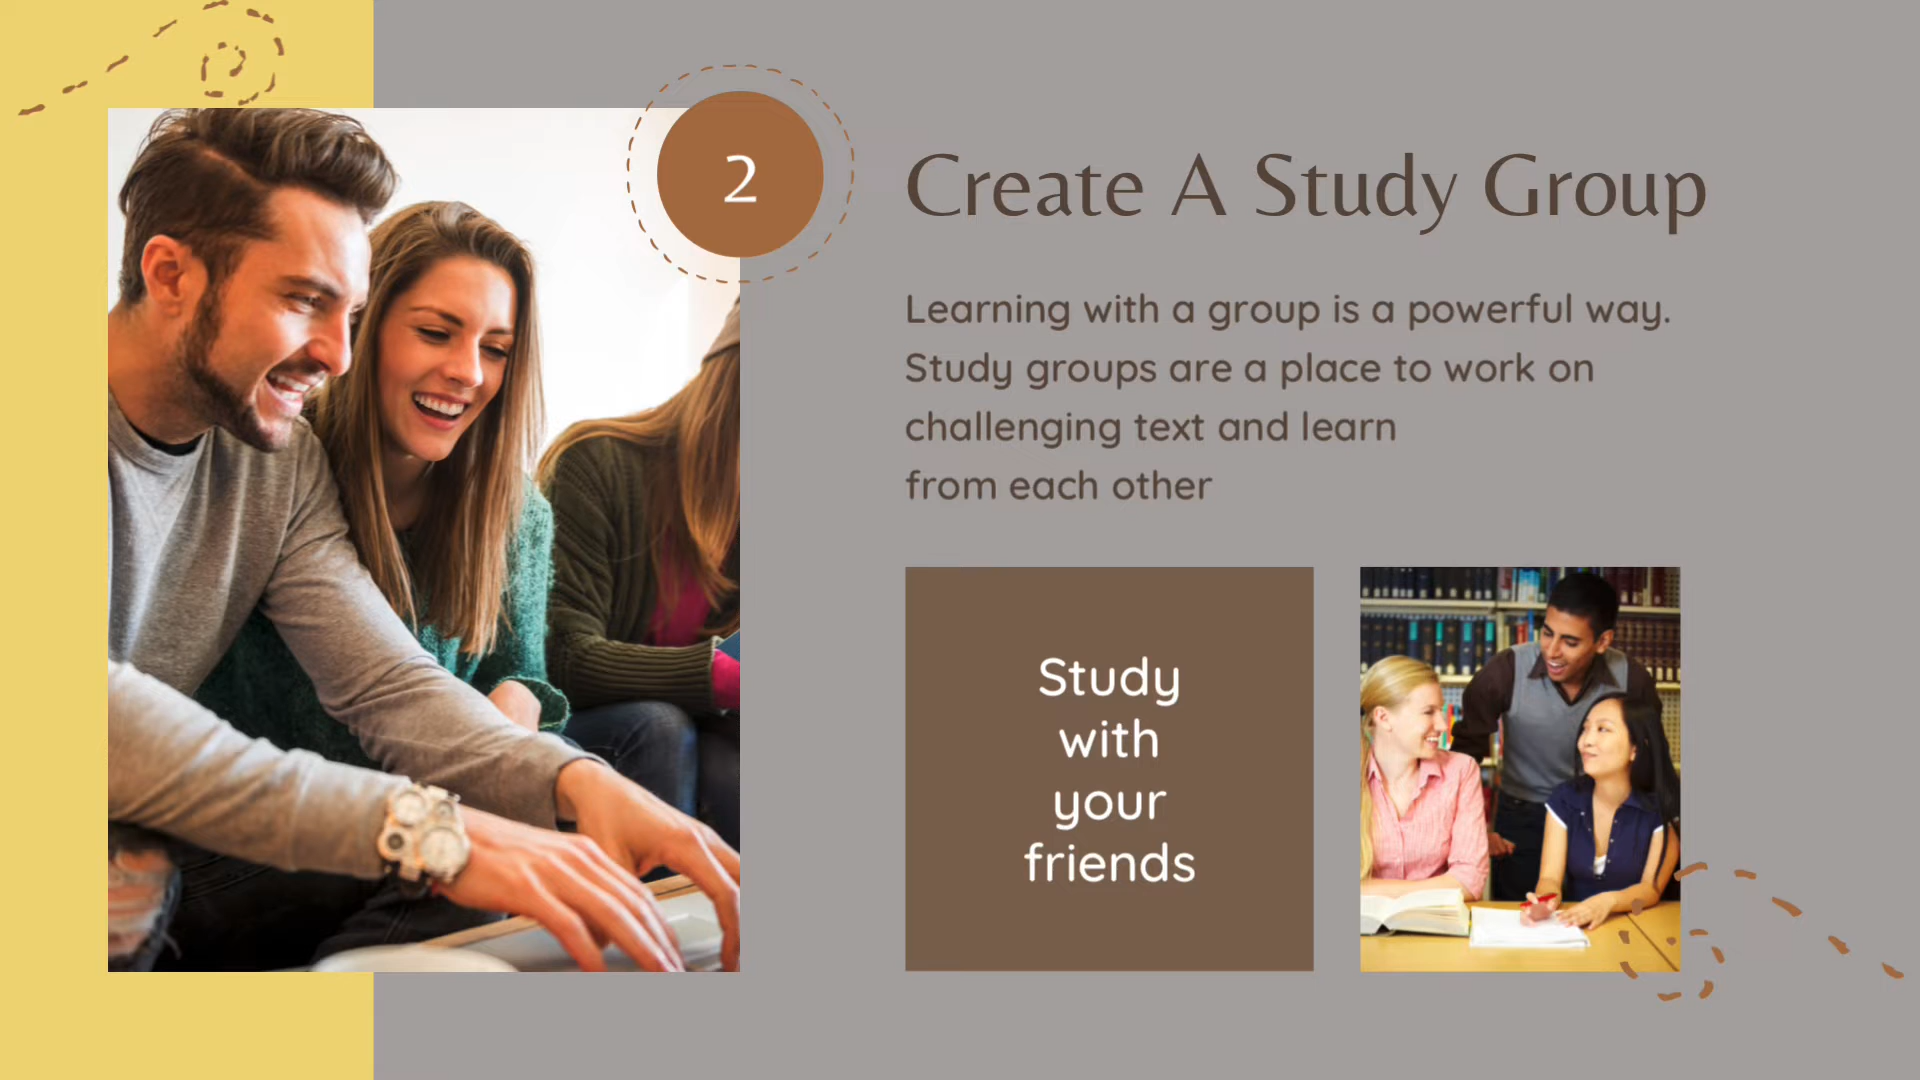 2
Create A Study Group
Learning with a group is a powerful way.
Study groups are a place to work on
challenging text and learn
from each other
Study
with
your
friends